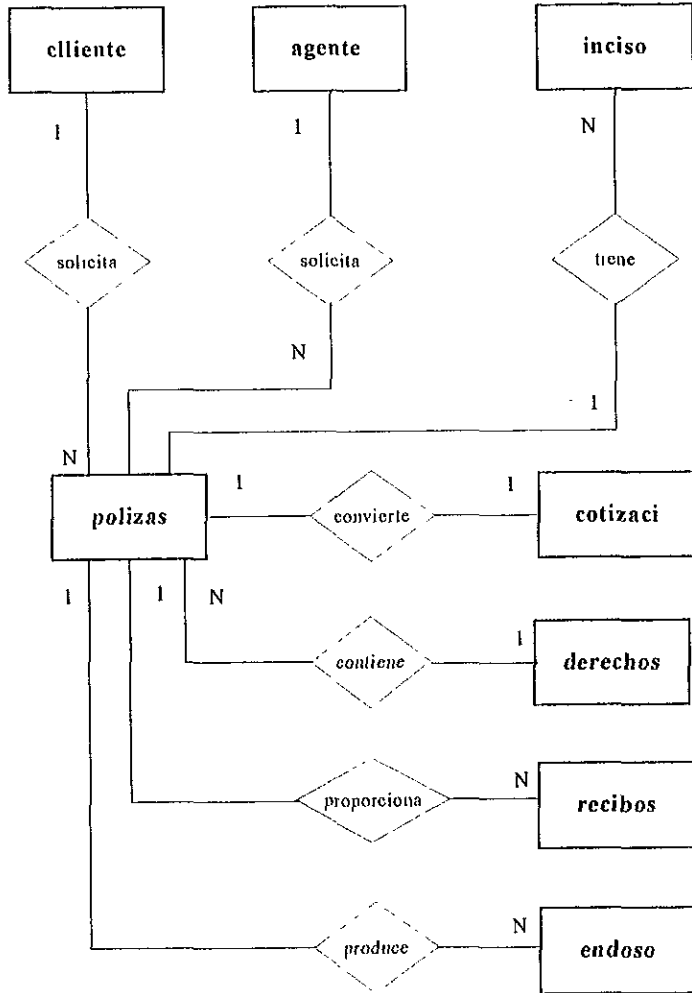 clliente agente inciso
1 1 N
solicita solicita tiene
N
1
N
1 1
polizas convierte cotizaci
1 1 N
1
contiene derechos
N
proporciona recibos
N
produce endoso